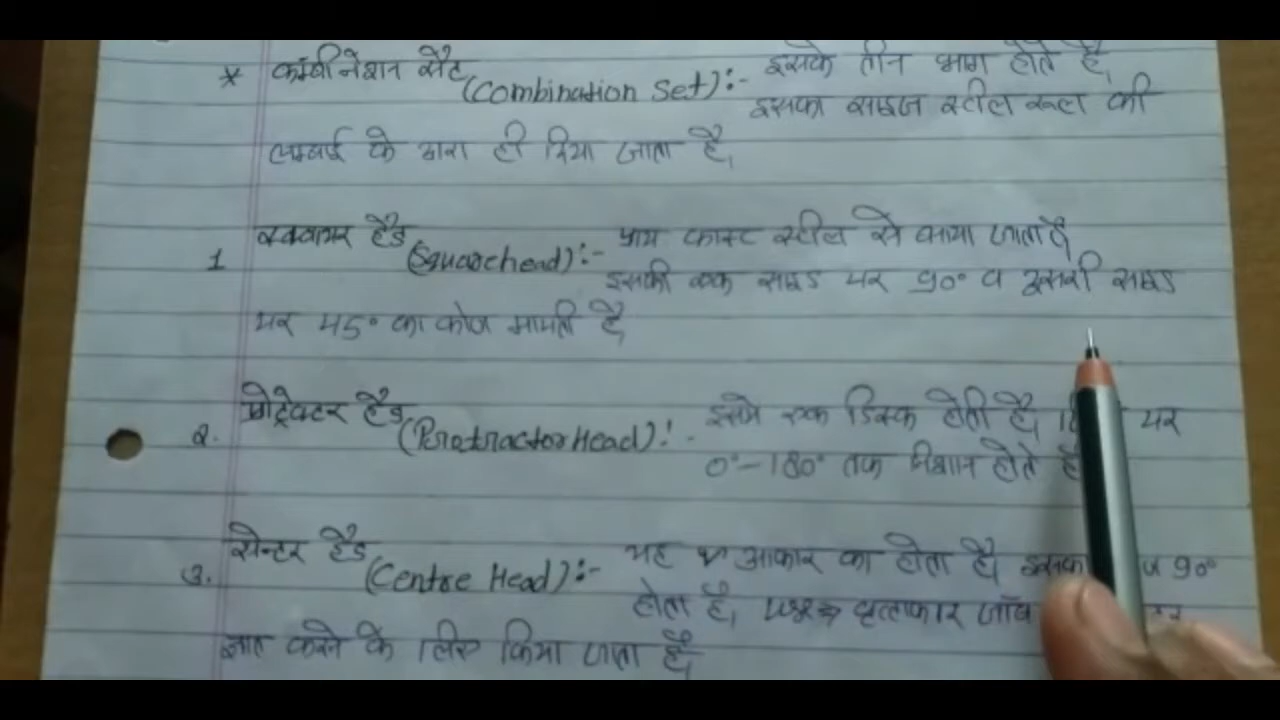 * कॉम्बीनेशन सैट (Combination Set):- इसके तीन भाग होते है,
इसका साइज स्टील रूल की
लम्बाई के द्वारा ही दिया जाता है,
1 स्क्वायर हैड (Squarehead):- प्राय कास्ट स्टील से बनाया जाता है
इसकी एक साइड पर 90° व दूसरी साइड
पर 45° का कोण मापती है
2. प्रोट्रेक्टर हैड (Protractor Head):- इसमे एक डिस्क होती है, पर
0°-180° तक निशान होते है
3. सेन्टर हैड (Centre Head):- यह आकार का होता है, 90°
होता है, वृत्ताकार जॉब
ज्ञात करने के लिए किया जाता है